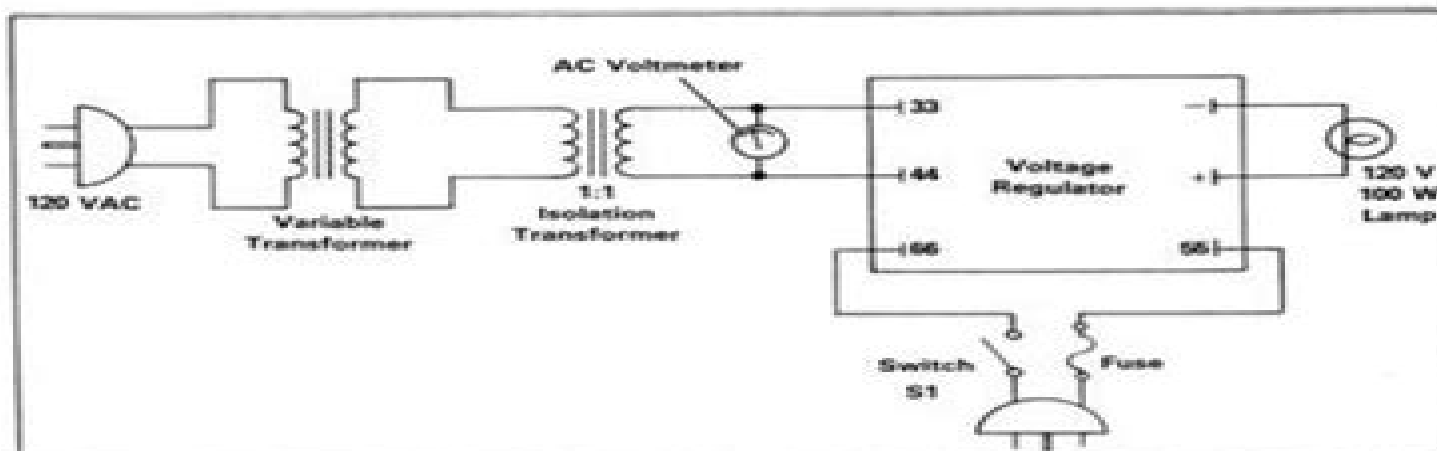 AC Voltmeter
120 VAC
Variable
Transformer
1:1
Isolation
Transformer
33
44
66
55
Voltage
Regulator
−
+
120 V
100 W
Lamp
Switch
S1
Fuse